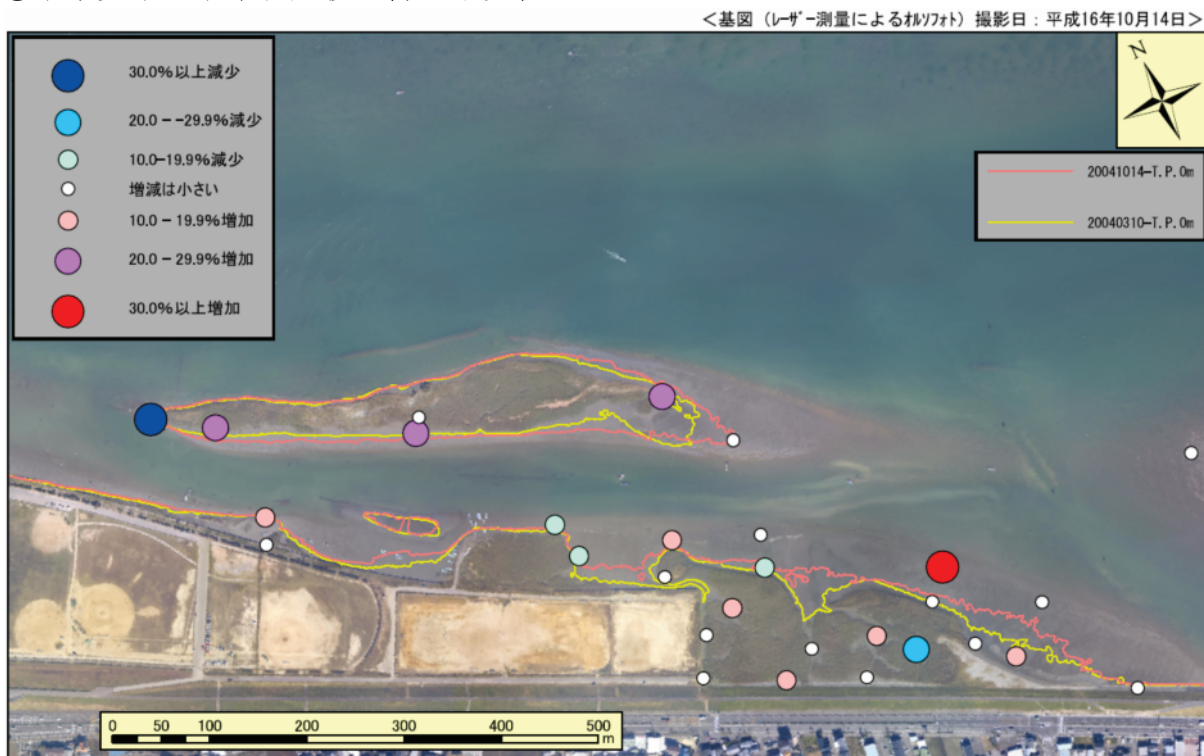 <基図（ﾚｰｻﾞｰ測量によるｵﾙｿﾌｫﾄ）撮影日：平成16年10月14日>
30.0%以上減少
20.0－-29.9%減少
10.0-19.9%減少
増減は小さい
10.0－19.9%増加
20.0－29.9%増加
30.0%以上増加
N
20041014-T.P.0m
20040310-T.P.0m
0 50 100 200 300 400 500
m